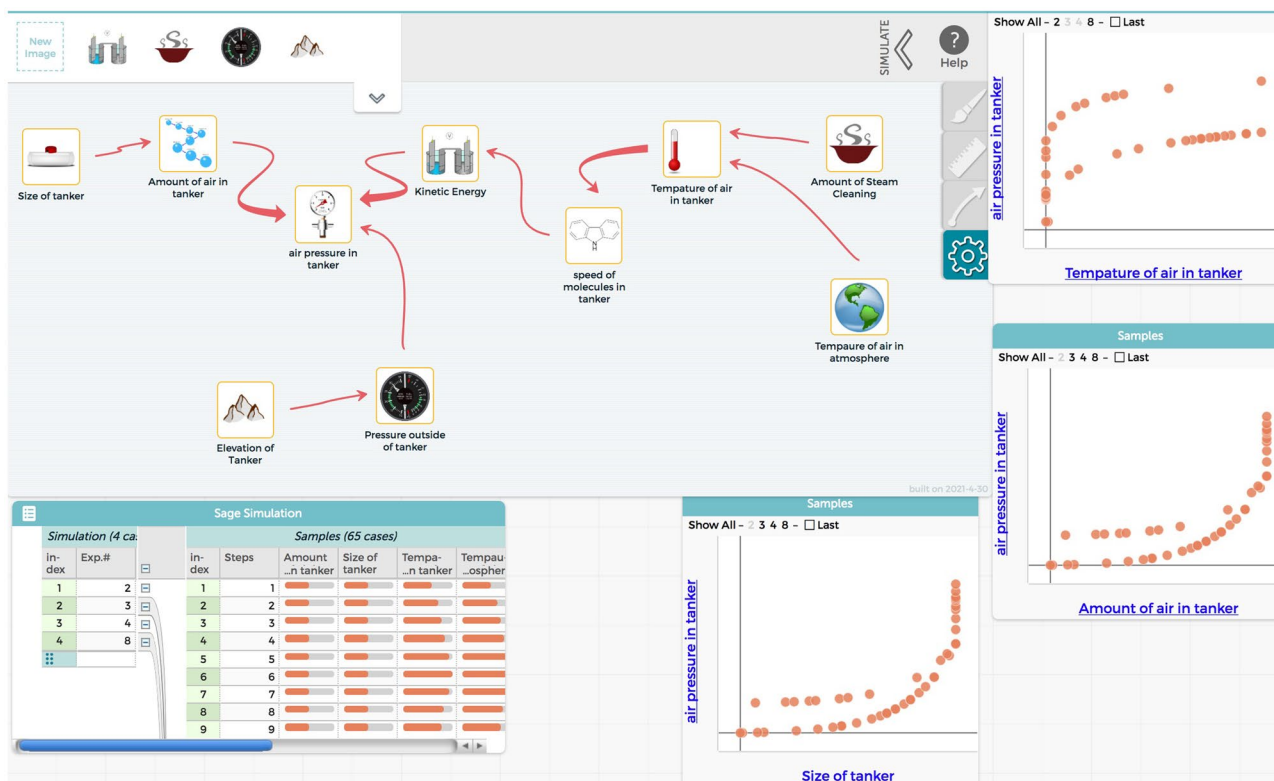 New
Image
SIMULATE
Help
Size of tanker
Amount of air in
tanker
air pressure in
tanker
Kinetic Energy
speed of
molecules in
tanker
N
H
Tempature of air
in tanker
Amount of Steam
Cleaning
Tempaure of air in
atmosphere
Elevation of
Tanker
Pressure outside
of tanker
built on 2021-4-30
Show All - 2 3 4 8 - Last
air pressure in tanker
Tempature of air in tanker
Samples
Show All - 2 3 4 8 - Last
air pressure in tanker
Amount of air in tanker
Samples
Show All - 2 3 4 8 - Last
air pressure in tanker
Size of tanker
Sage Simulation
Simulation (4 ca
Samples (65 cases)
in-
dex
Exp.#
in-
dex
Steps
Amount
...n tanker
Size of
tanker
Tempa-
...n tanker
Tempau-
...ospher
1 2 1 1
2 3 2 2
3 4 3 3
4 8 4 4
5 5
6 6
7 7
8 8
9 9